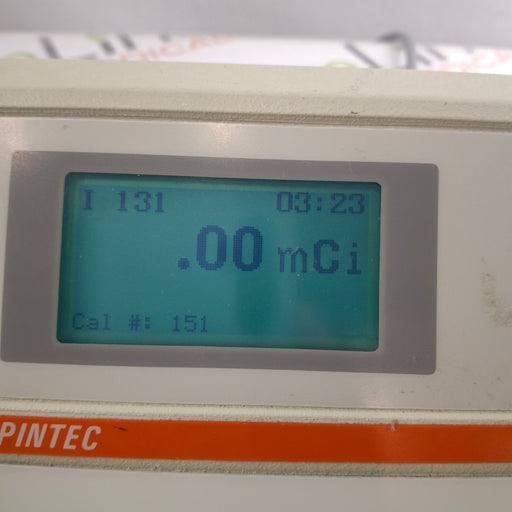 I 131 03:23
.00 mCi
Cal #: 151
PINTEC